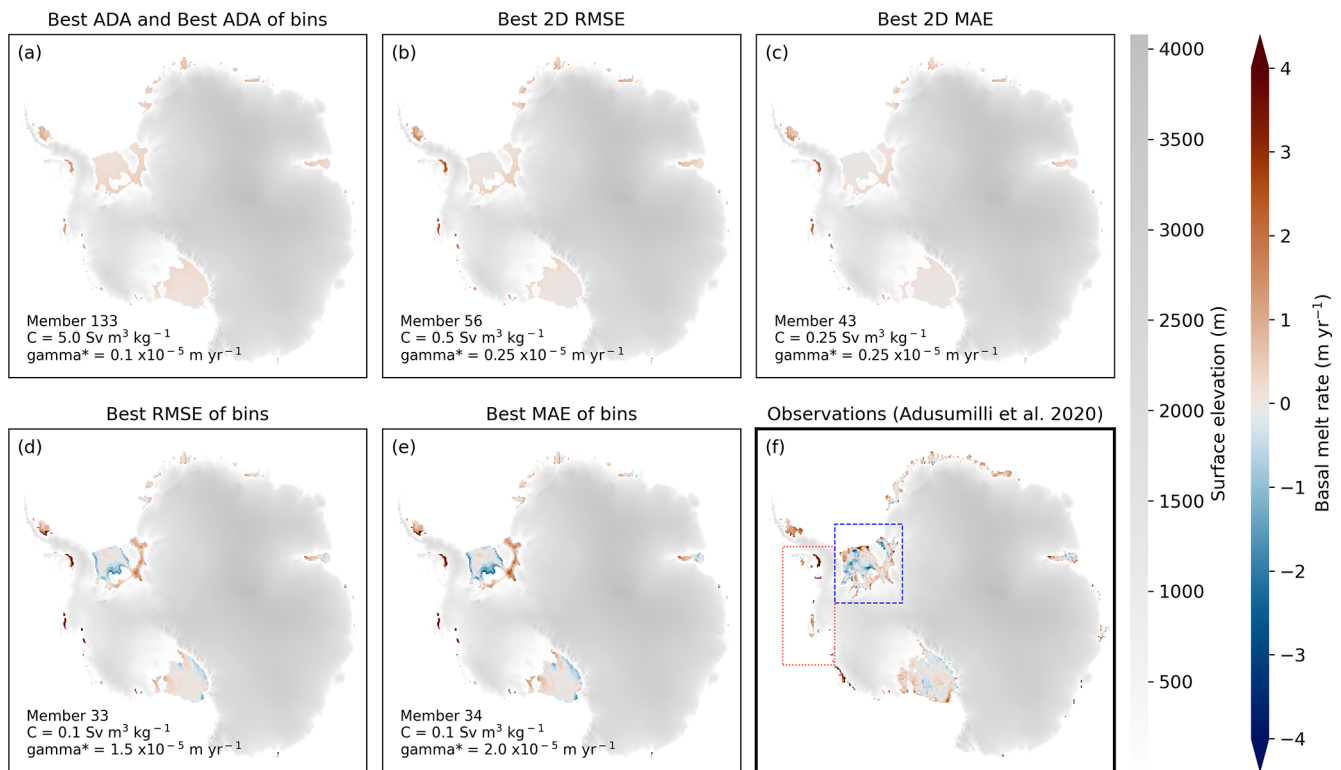 Best ADA and Best ADA of bins
Best 2D RMSE
Best 2D MAE
(a)
(b)
(c)
Member 133
C = 5.0 Sv m³ kg⁻¹
gamma* = 0.1 x10⁻⁵ m yr⁻¹
Member 56
C = 0.5 Sv m³ kg⁻¹
gamma* = 0.25 x10⁻⁵ m yr⁻¹
Member 43
C = 0.25 Sv m³ kg⁻¹
gamma* = 0.25 x10⁻⁵ m yr⁻¹
Best RMSE of bins
Best MAE of bins
Observations (Adusumilli et al. 2020)
(d)
(e)
(f)
Member 33
C = 0.1 Sv m³ kg⁻¹
gamma* = 1.5 x10⁻⁵ m yr⁻¹
Member 34
C = 0.1 Sv m³ kg⁻¹
gamma* = 2.0 x10⁻⁵ m yr⁻¹
4000
3500
3000
2500
2000
1500
1000
500
Surface elevation (m)
4
3
2
1
0
−1
−2
−3
−4
Basal melt rate (m yr⁻¹)